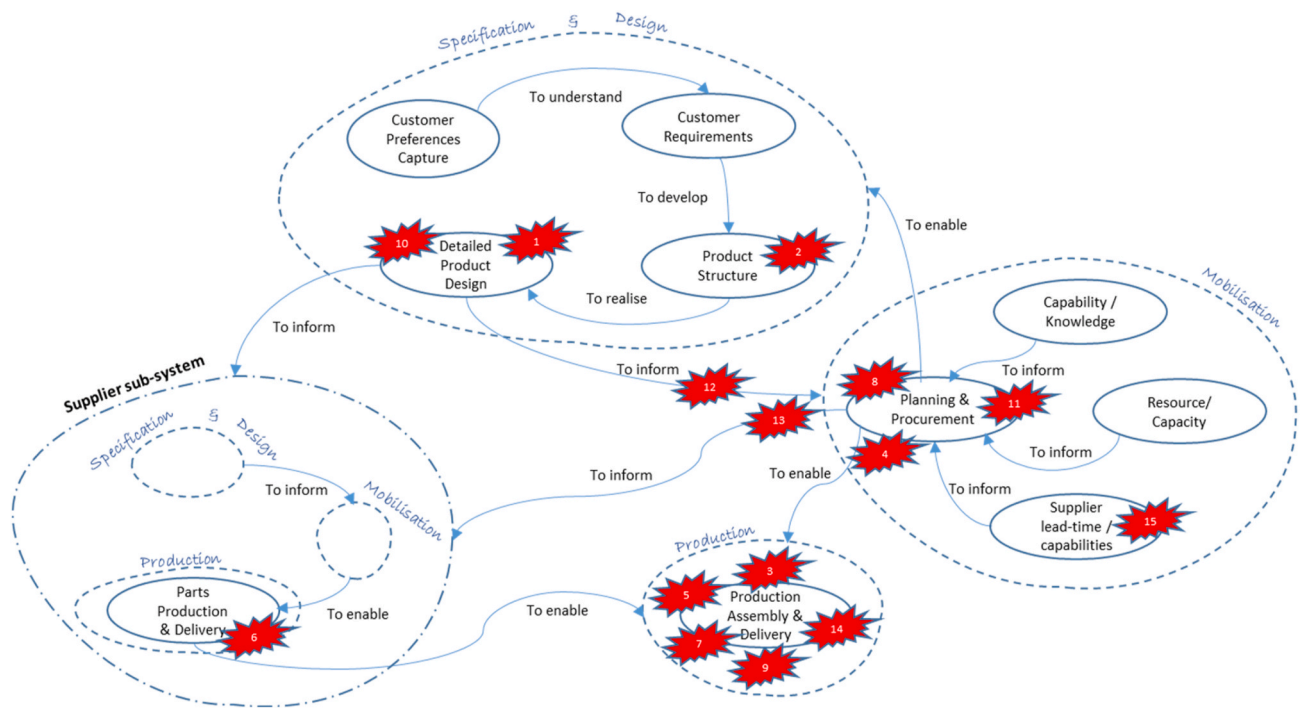 Specification & Design
To understand
Customer
Preferences
Capture
Customer
Requirements
To develop
To enable
10
1
Detailed
Product
Design
2
Product
Structure
To realise
Mobilisation
Capability /
Knowledge
To inform
To inform
To inform
Supplier sub-system
12
8
Planning &
Procurement
11
13
4
Resource/
Capacity
To inform
Specification & Design
To inform
To inform
To enable
To inform
Supplier
lead-time /
capabilities
15
Mobilisation
Production
Parts
Production
& Delivery
6
To enable
To enable
Production
3
5
Production
Assembly &
Delivery
7
14
9